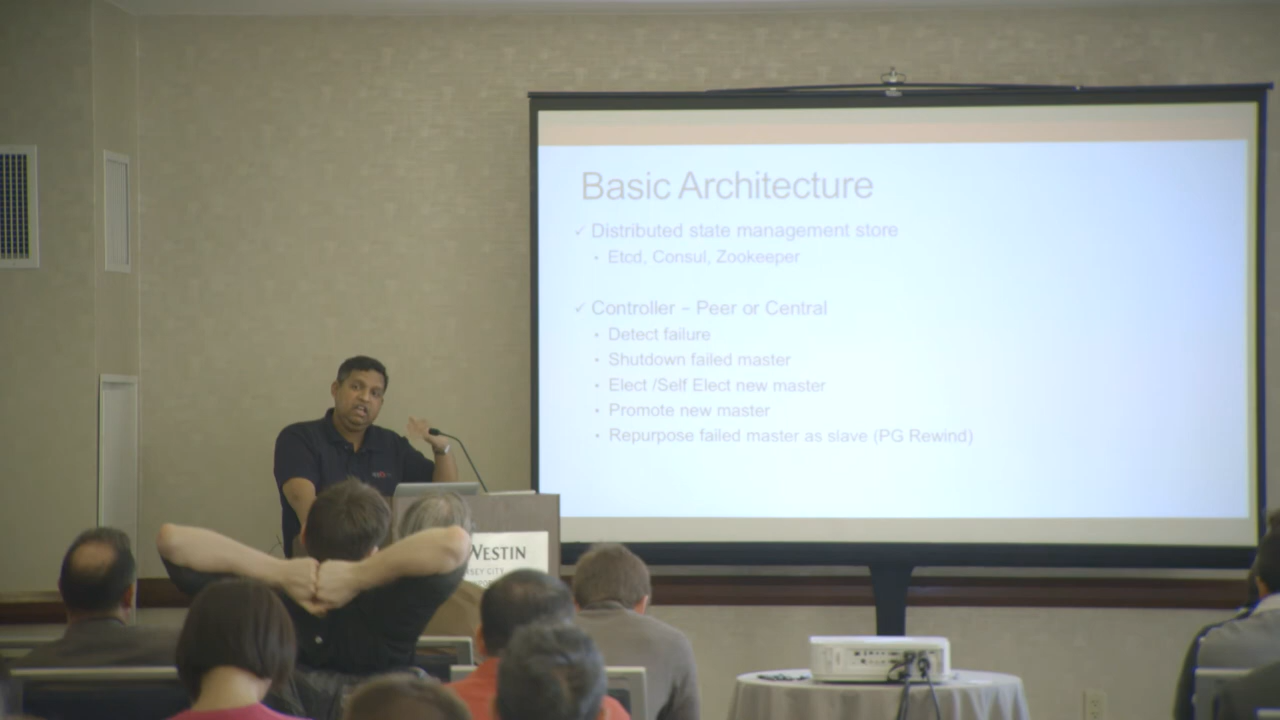 Basic Architecture
✓ Distributed state management store
• Etcd, Consul, Zookeeper
✓ Controller – Peer or Central
• Detect failure
• Shutdown failed master
• Elect /Self Elect new master
• Promote new master
• Repurpose failed master as slave (PG Rewind)
WESTIN